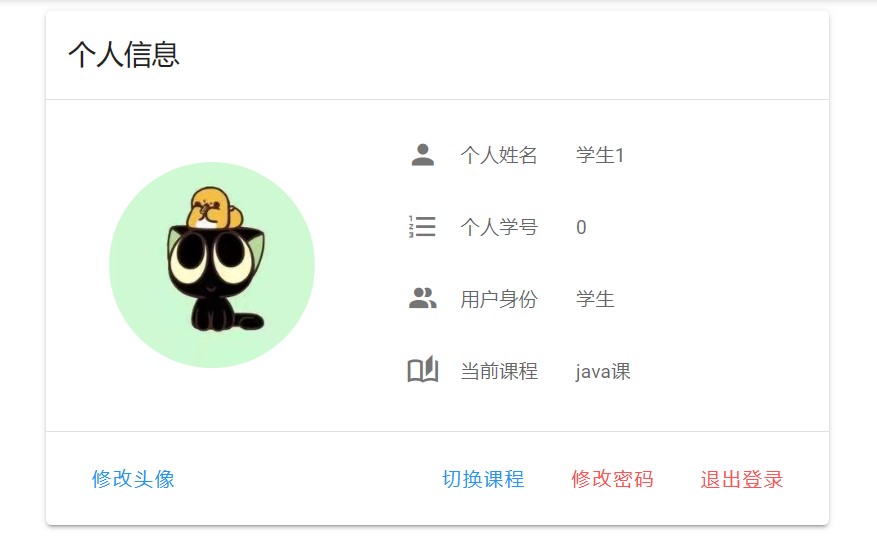 个人信息
个人姓名 学生1
个人学号 0
用户身份 学生
当前课程 java课
修改头像 切换课程 修改密码 退出登录